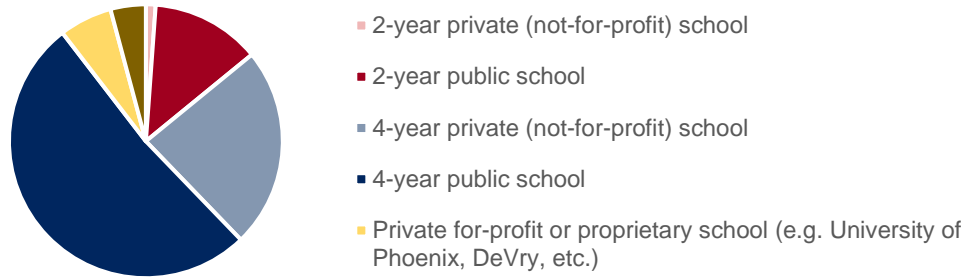 2-year private (not-for-profit) school
2-year public school
4-year private (not-for-profit) school
4-year public school
Private for-profit or proprietary school (e.g. University of
Phoenix, DeVry, etc.)